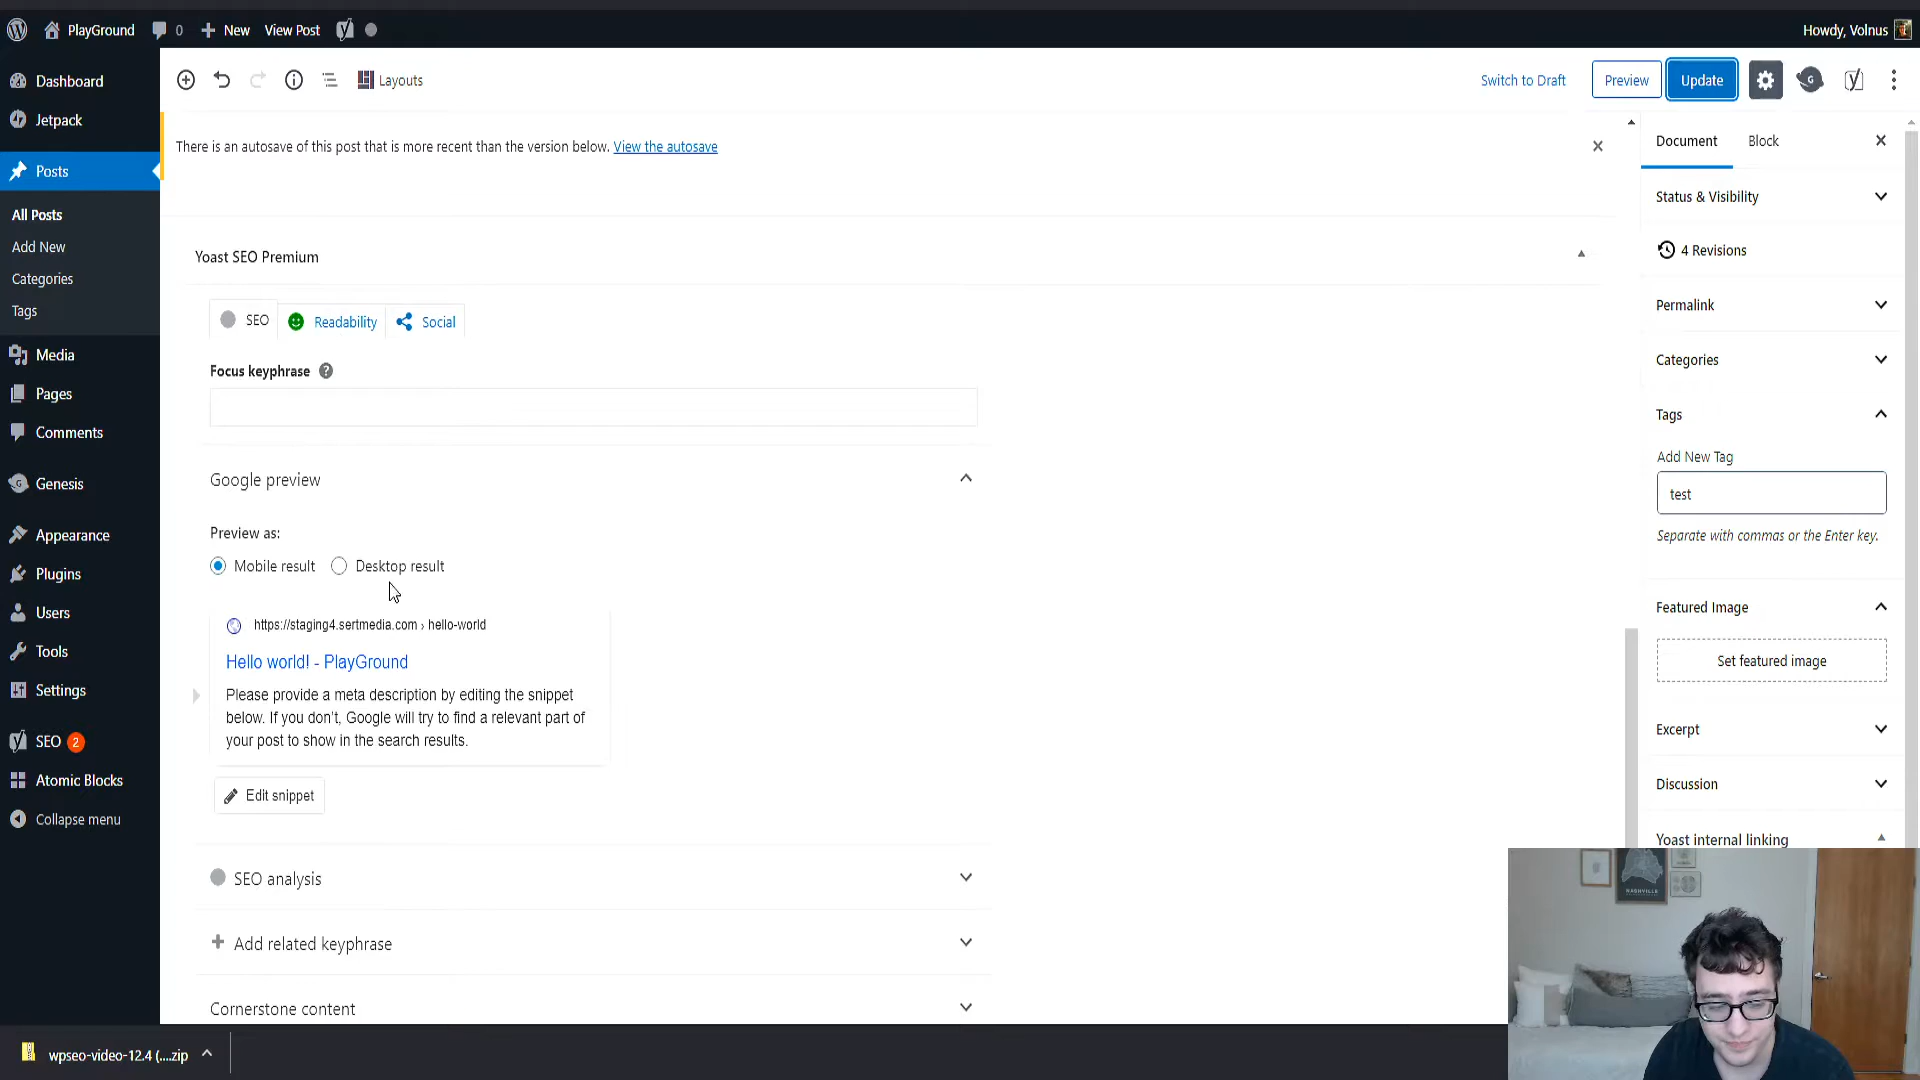 PlayGround
0
New
View Post
Howdy, Volnus
Dashboard
Jetpack
Posts
All Posts
Add New
Categories
Tags
Media
Pages
Comments
Genesis
Appearance
Plugins
Users
Tools
Settings
SEO 2
Atomic Blocks
Collapse menu
Layouts
Switch to Draft
Preview
Update
There is an autosave of this post that is more recent than the version below. View the autosave
Yoast SEO Premium
SEO
Readability
Social
Focus keyphrase
Google preview
Preview as:
Mobile result
Desktop result
https://staging4.sertmedia.com › hello-world
Hello world! - PlayGround
Please provide a meta description by editing the snippet
below. If you don't, Google will try to find a relevant part of
your post to show in the search results.
Edit snippet
SEO analysis
Add related keyphrase
Cornerstone content
Document
Block
Status & Visibility
4 Revisions
Permalink
Categories
Tags
Add New Tag
test
Separate with commas or the Enter key.
Featured Image
Set featured image
Excerpt
Discussion
Yoast internal linking
NASHVILLE
wpseo-video-12.4 (....zip